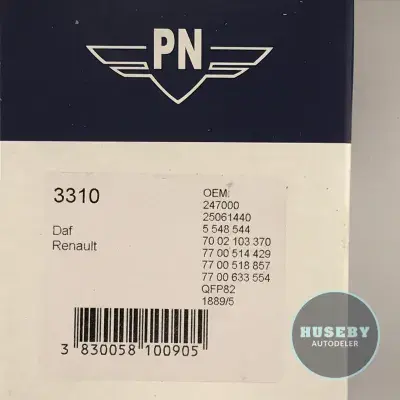 PN
3310
Daf
Renault
OEM:
247000
25061440
5 548 544
70 02 103 370
77 00 514 429
77 00 518 857
77 00 633 554
QFP82
1889/5
3 830058 100905
HUSEBY
AUTODELER